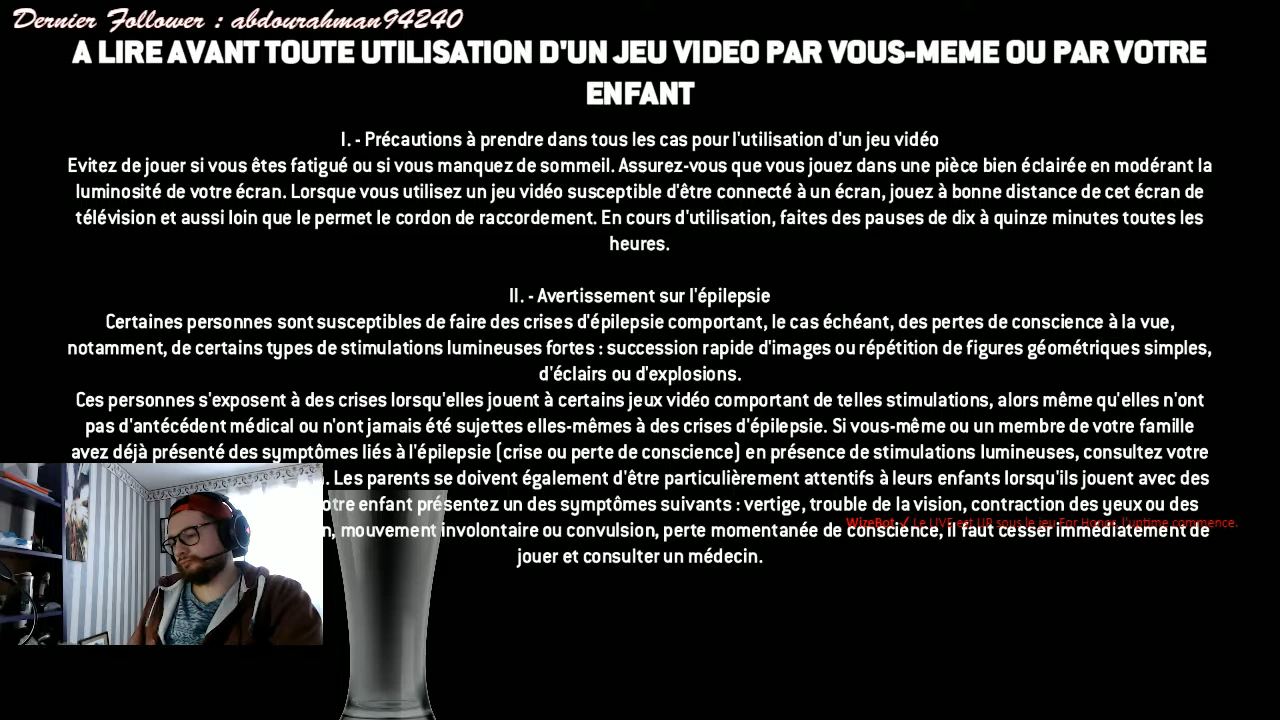 Dernier Follower : abdourahman94240
A LIRE AVANT TOUTE UTILISATION D'UN JEU VIDEO PAR VOUS-MEME OU PAR VOTRE
ENFANT
I. - Précautions à prendre dans tous les cas pour l'utilisation d'un jeu vidéo
Evitez de jouer si vous êtes fatigué ou si vous manquez de sommeil. Assurez-vous que vous jouez dans une pièce bien éclairée en modérant la
luminosité de votre écran. Lorsque vous utilisez un jeu vidéo susceptible d'être connecté à un écran, jouez à bonne distance de cet écran de
télévision et aussi loin que le permet le cordon de raccordement. En cours d'utilisation, faites des pauses de dix à quinze minutes toutes les
heures.
II. - Avertissement sur l'épilepsie
Certaines personnes sont susceptibles de faire des crises d'épilepsie comportant, le cas échéant, des pertes de conscience à la vue,
notamment, de certains types de stimulations lumineuses fortes : succession rapide d'images ou répétition de figures géométriques simples,
d'éclairs ou d'explosions.
Ces personnes s'exposent à des crises lorsqu'elles jouent à certains jeux vidéo comportant de telles stimulations, alors même qu'elles n'ont
pas d'antécédent médical ou n'ont jamais été sujettes elles-mêmes à des crises d'épilepsie. Si vous-même ou un membre de votre famille
avez déjà présenté des symptômes liés à l'épilepsie (crise ou perte de conscience) en présence de stimulations lumineuses, consultez votre
. Les parents se doivent également d'être particulièrement attentifs à leurs enfants lorsqu'ils jouent avec des
otre enfant présentez un des symptômes suivants : vertige, trouble de la vision, contraction des yeux ou des
WizeBot ✓ Le LIVE est UP sous le jeu For Honor, l'uptime commence.
n, mouvement involontaire ou convulsion, perte momentanée de conscience, il faut cesser immédiatement de
jouer et consulter un médecin.